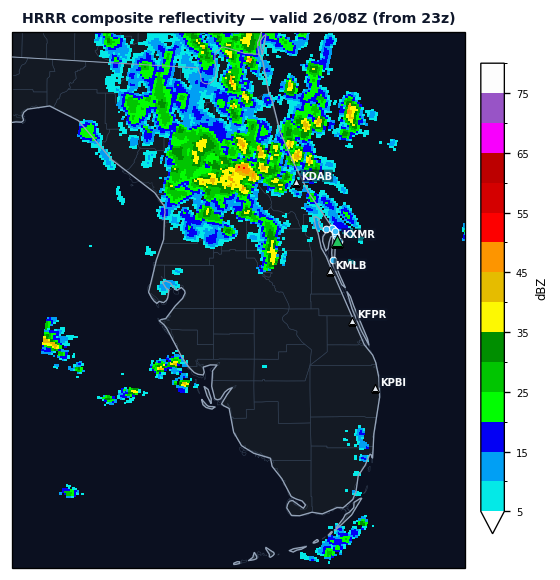 HRRR composite reflectivity — valid 26/08Z (from 23z)
KDAB
KXMR
KMLB
KFPR
KPBI
75
65
55
45
35
25
15
5
dBZ